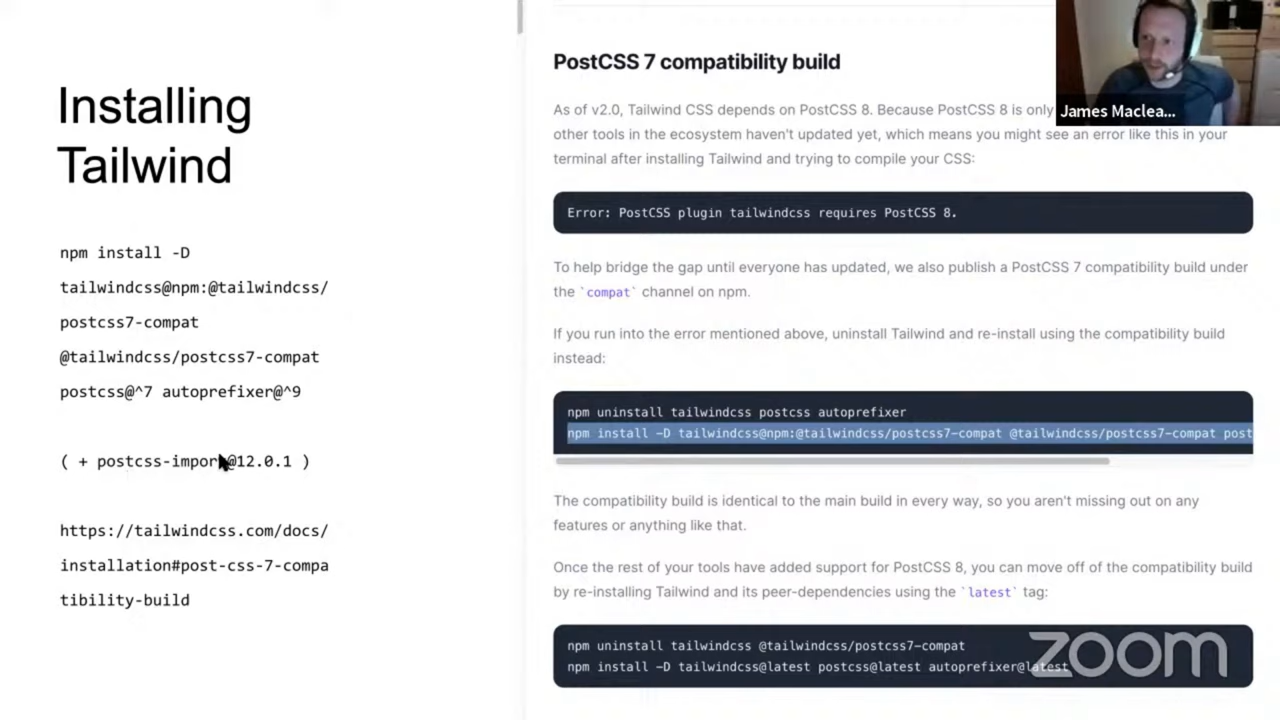 Installing
Tailwind
npm install -D
tailwindcss@npm:@tailwindcss/
postcss7-compat
@tailwindcss/postcss7-compat
postcss@^7 autoprefixer@^9
( + postcss-import@12.0.1 )
https://tailwindcss.com/docs/
installation#post-css-7-compa
tibility-build
PostCSS 7 compatibility build
As of v2.0, Tailwind CSS depends on PostCSS 8. Because PostCSS 8 is only
other tools in the ecosystem haven't updated yet, which means you might see an error like this in your
terminal after installing Tailwind and trying to compile your CSS:
Error: PostCSS plugin tailwindcss requires PostCSS 8.
To help bridge the gap until everyone has updated, we also publish a PostCSS 7 compatibility build under
the `compat` channel on npm.
If you run into the error mentioned above, uninstall Tailwind and re-install using the compatibility build
instead:
npm uninstall tailwindcss postcss autoprefixer
npm install -D tailwindcss@npm:@tailwindcss/postcss7-compat @tailwindcss/postcss7-compat post
The compatibility build is identical to the main build in every way, so you aren't missing out on any
features or anything like that.
Once the rest of your tools have added support for PostCSS 8, you can move off of the compatibility build
by re-installing Tailwind and its peer-dependencies using the `latest` tag:
npm uninstall tailwindcss @tailwindcss/postcss7-compat
npm install -D tailwindcss@latest postcss@latest autoprefixer@latest
James Maclea...
zoom